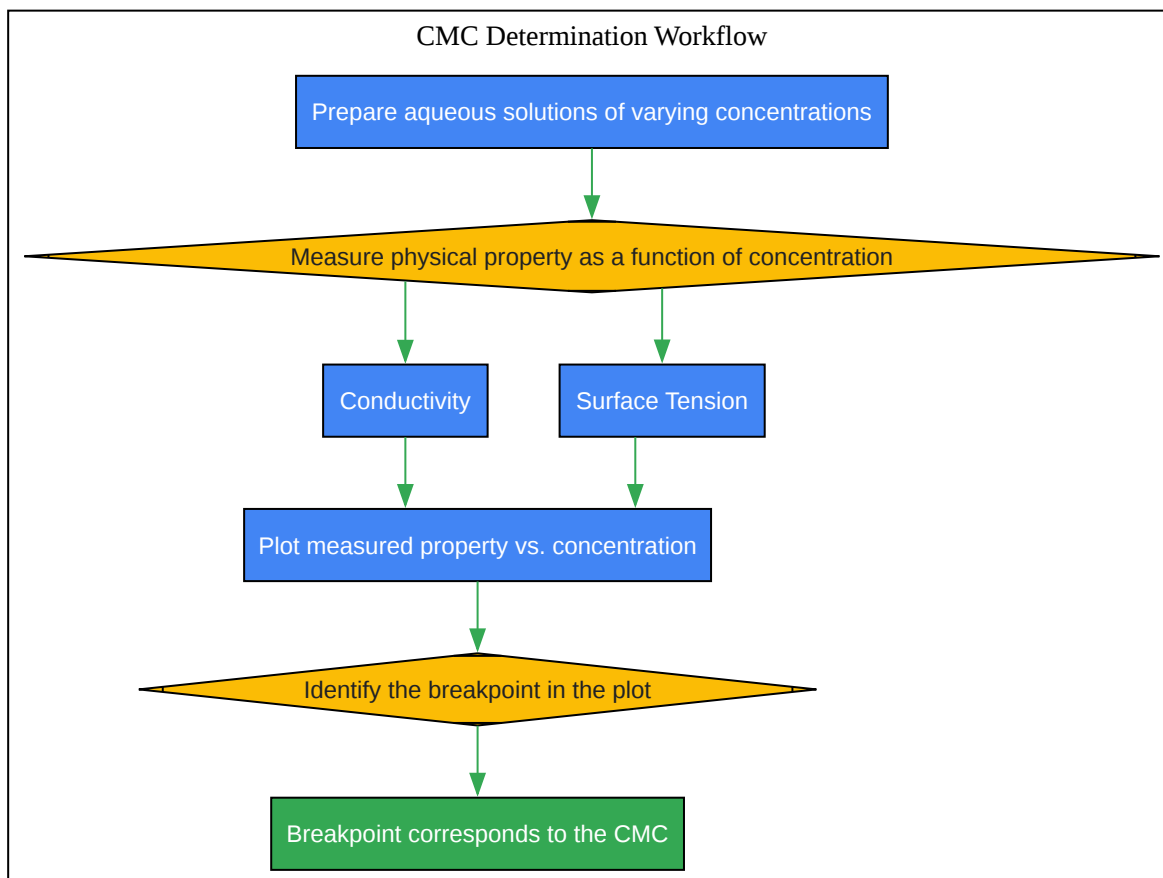 CMC Determination Workflow
Prepare aqueous solutions of varying concentrations
Measure physical property as a function of concentration
Conductivity
Surface Tension
Plot measured property vs. concentration
Identify the breakpoint in the plot
Breakpoint corresponds to the CMC